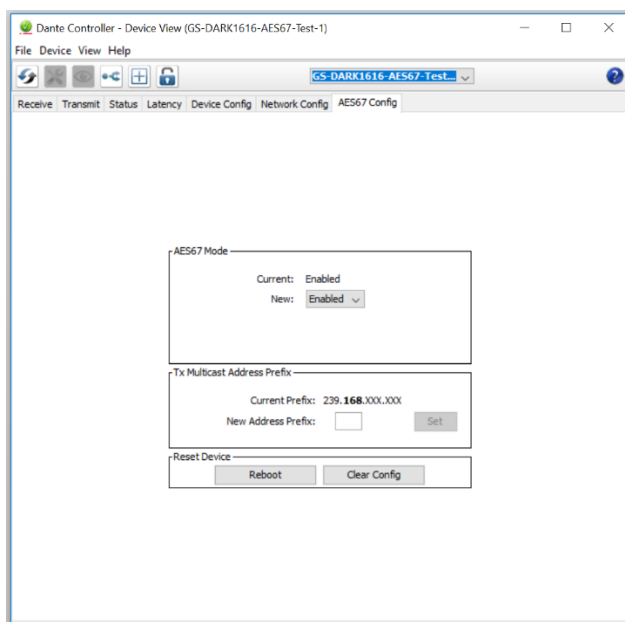 Dante Controller - Device View (GS-DARK1616-AES67-Test-1)
File Device View Help
GS-DARK1616-AES67-Test...
Receive Transmit Status Latency Device Config Network Config AES67 Config
AES67 Mode
Current: Enabled
New: Enabled
Tx Multicast Address Prefix
Current Prefix: 239.168.XXX.XXX
New Address Prefix: Set
Reset Device
Reboot Clear Config